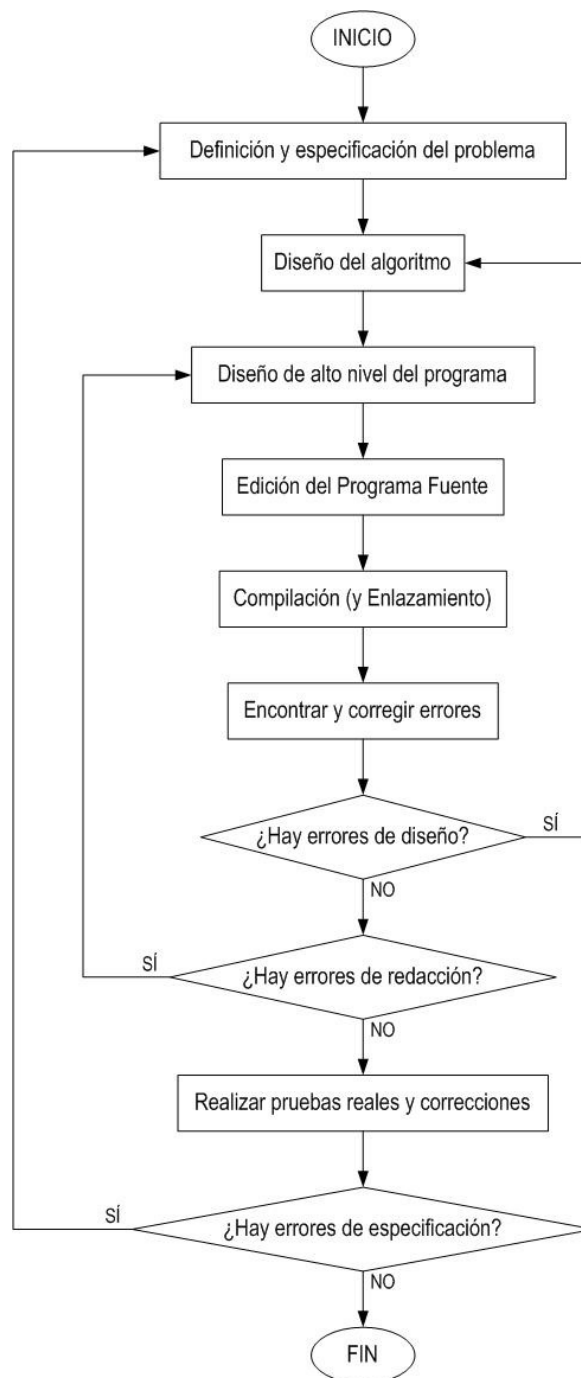 INICIO
Definición y especificación del problema
Diseño del algoritmo
Diseño de alto nivel del programa
Edición del Programa Fuente
Compilación (y Enlazamiento)
Encontrar y corregir errores
¿Hay errores de diseño?
SÍ
NO
¿Hay errores de redacción?
SÍ
NO
Realizar pruebas reales y correcciones
¿Hay errores de especificación?
SÍ
NO
FIN